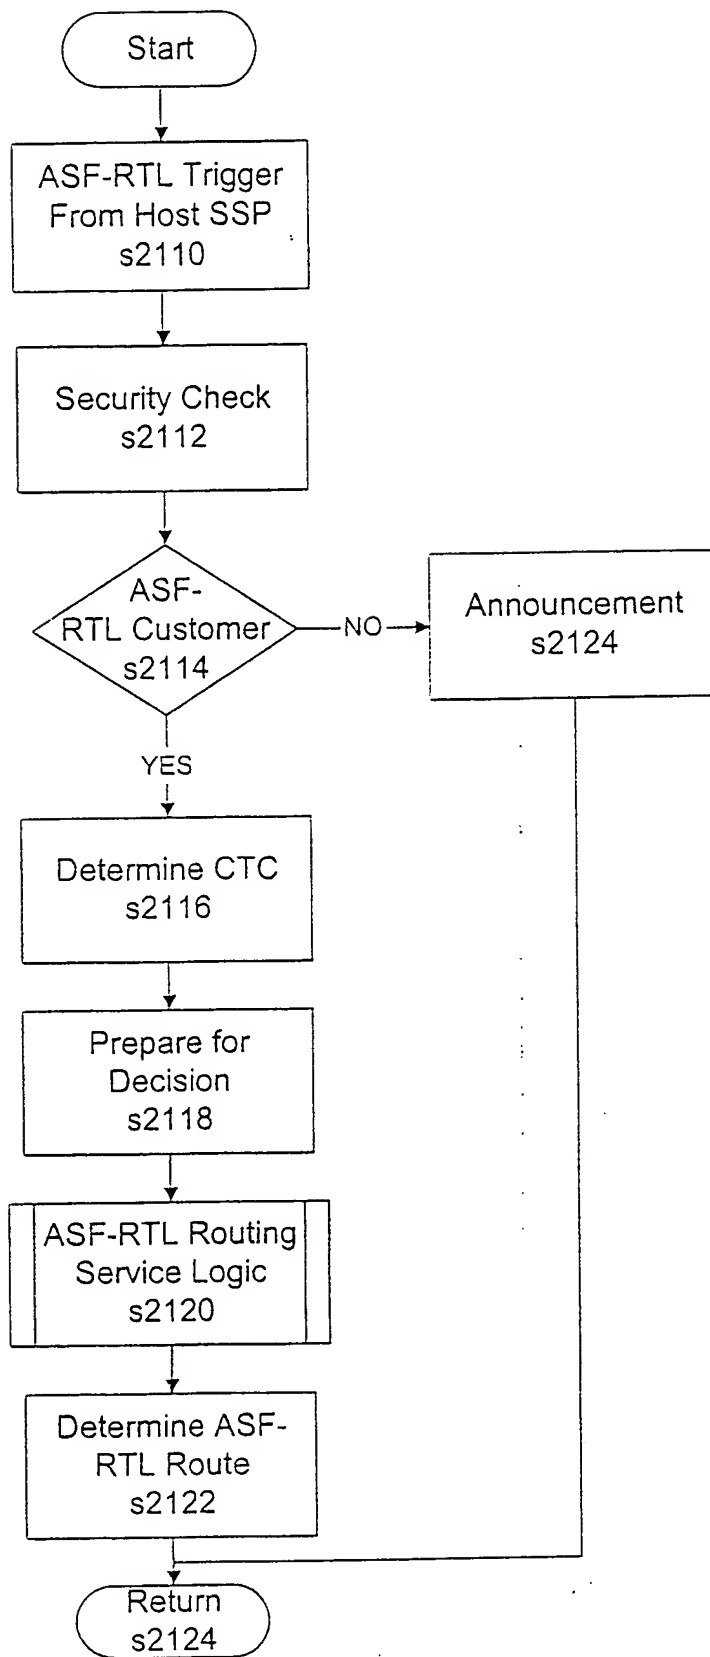 Start
ASF-RTL Trigger
From Host SSP
s2110
Security Check
s2112
ASF-
RTL Customer
s2114
NO
Announcement
s2124
YES
Determine CTC
s2116
Prepare for
Decision
s2118
ASF-RTL Routing
Service Logic
s2120
Determine ASF-
RTL Route
s2122
Return
s2124